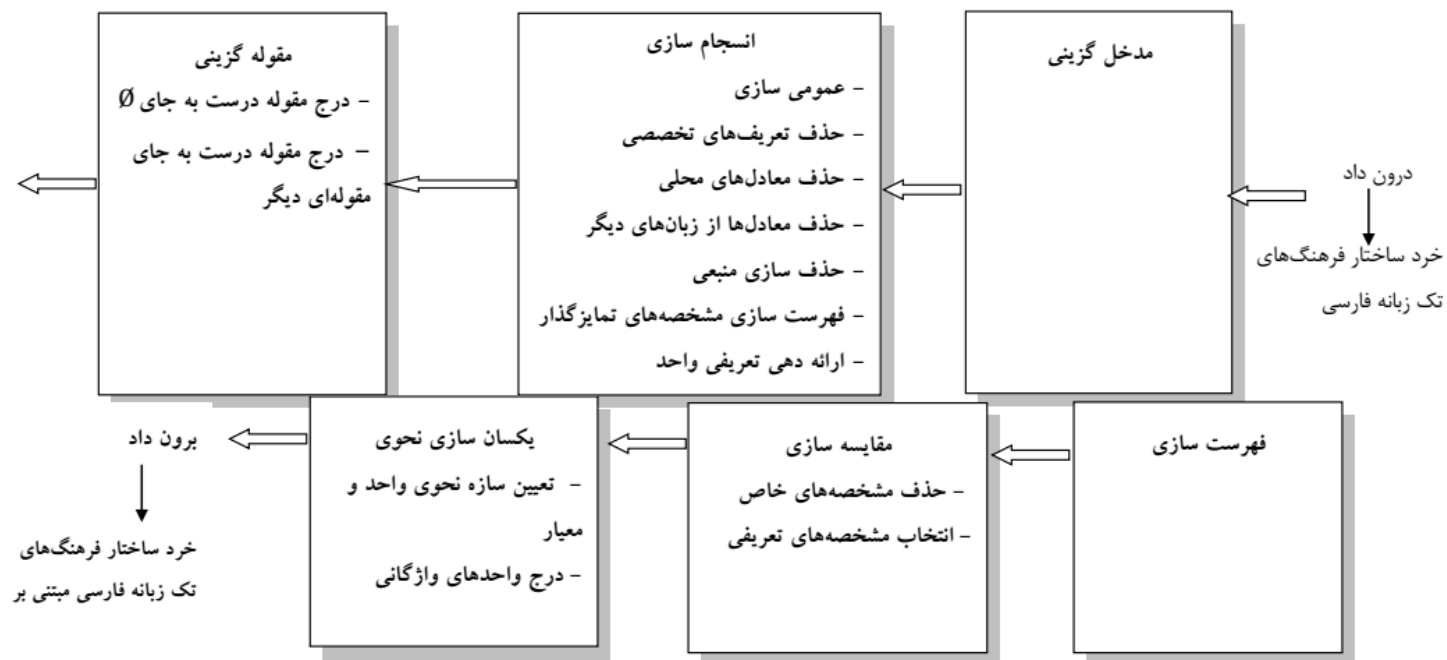 درون داد
خرد ساختار فرهنگ‌های
تک زبانه فارسی
مدخل گزینی
انسجام سازی
- عمومی سازی
- حذف تعریف‌های تخصصی
- حذف معادل‌های محلی
- حذف معادل‌ها از زبان‌های دیگر
- حذف سازی منبعی
- فهرست سازی مشخصه‌های تمایزگذار
- ارائه دهی تعریفی واحد
مقوله گزینی
- درج مقوله درست به جای Ø
- درج مقوله درست به جای
مقوله‌ای دیگر
فهرست سازی
مقایسه سازی
- حذف مشخصه‌های خاص
- انتخاب مشخصه‌های تعریفی
یکسان سازی نحوی
- تعیین سازه نحوی واحد و
معیار
- درج واحدهای واژگانی
برون داد
خرد ساختار فرهنگ‌های
تک زبانه فارسی مبتنی بر